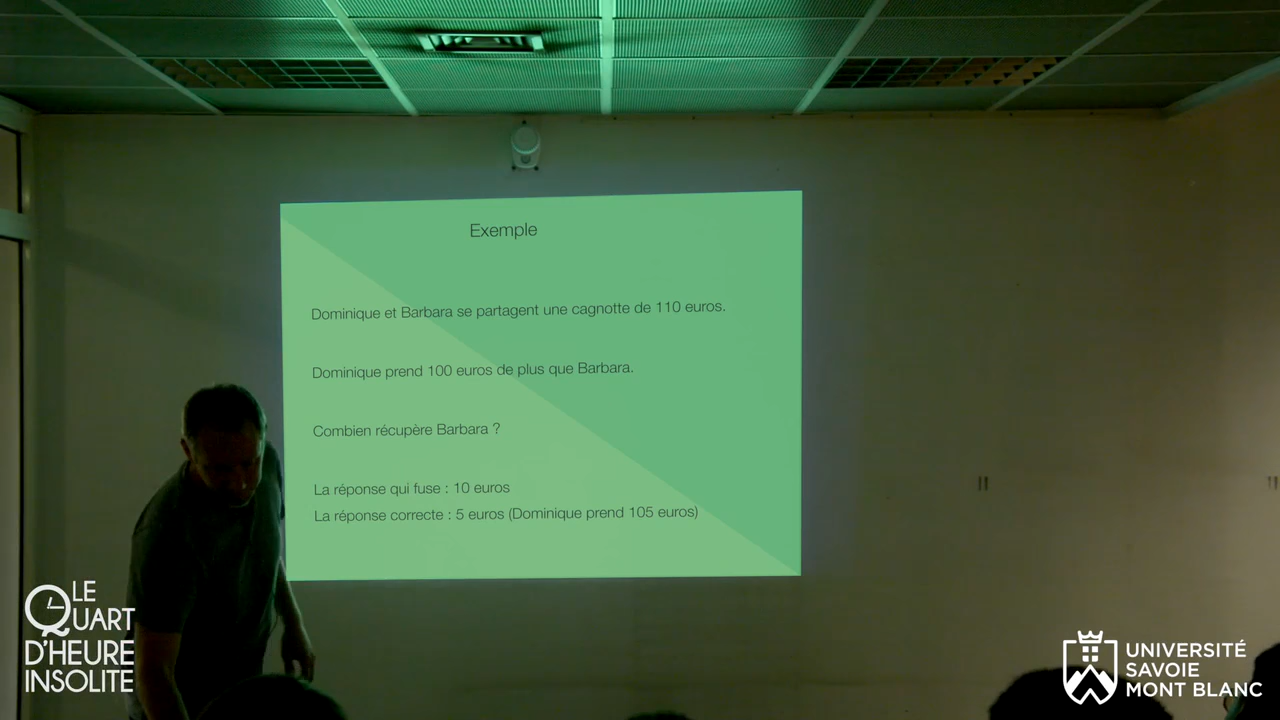 Exemple
Dominique et Barbara se partagent une cagnotte de 110 euros.
Dominique prend 100 euros de plus que Barbara.
Combien récupère Barbara ?
La réponse qui fuse : 10 euros
La réponse correcte : 5 euros (Dominique prend 105 euros)
LE
QUART
D'HEURE
INSOLITE
UNIVERSITÉ
SAVOIE
MONT BLANC